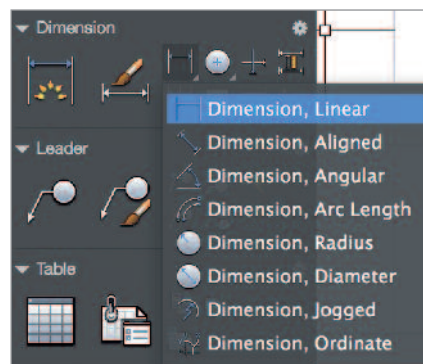 Dimension
Dimension, Linear
Dimension, Aligned
Leader
Dimension, Angular
Dimension, Arc Length
Dimension, Radius
Table
Dimension, Diameter
Dimension, Jogged
Dimension, Ordinate